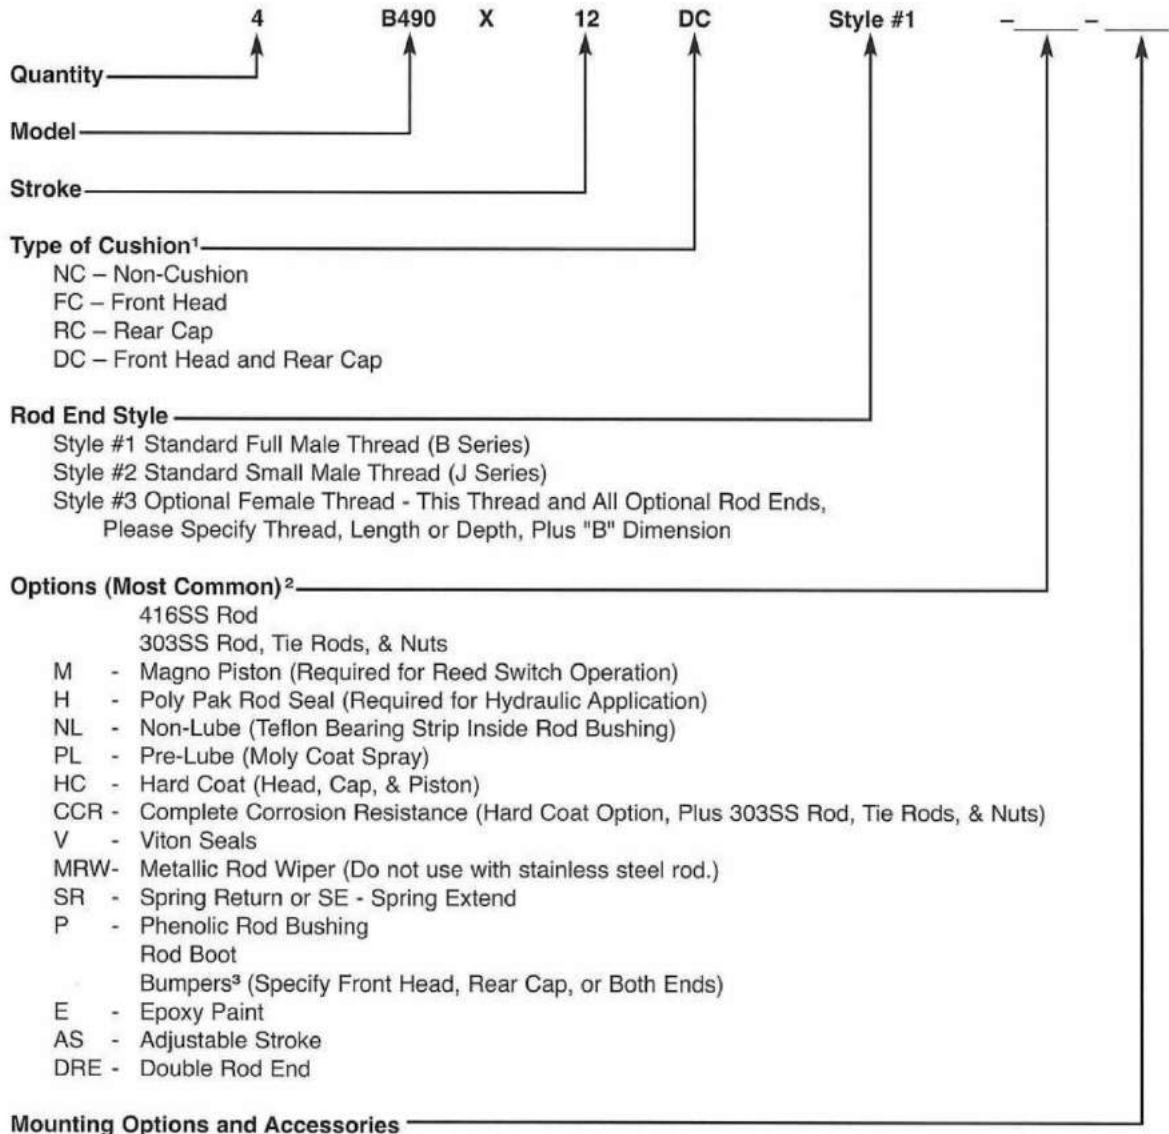 4 B490 X 12 DC Style #1 –______ – ______
Quantity
Model
Stroke
Type of Cushion¹
NC – Non-Cushion
FC – Front Head
RC – Rear Cap
DC – Front Head and Rear Cap
Rod End Style
Style #1 Standard Full Male Thread (B Series)
Style #2 Standard Small Male Thread (J Series)
Style #3 Optional Female Thread - This Thread and All Optional Rod Ends,
Please Specify Thread, Length or Depth, Plus "B" Dimension
Options (Most Common)²
416SS Rod
303SS Rod, Tie Rods, & Nuts
M - Magno Piston (Required for Reed Switch Operation)
H - Poly Pak Rod Seal (Required for Hydraulic Application)
NL - Non-Lube (Teflon Bearing Strip Inside Rod Bushing)
PL - Pre-Lube (Moly Coat Spray)
HC - Hard Coat (Head, Cap, & Piston)
CCR - Complete Corrosion Resistance (Hard Coat Option, Plus 303SS Rod, Tie Rods, & Nuts)
V - Viton Seals
MRW- Metallic Rod Wiper (Do not use with stainless steel rod.)
SR - Spring Return or SE - Spring Extend
P - Phenolic Rod Bushing
Rod Boot
Bumpers³ (Specify Front Head, Rear Cap, or Both Ends)
E - Epoxy Paint
AS - Adjustable Stroke
DRE - Double Rod End
Mounting Options and Accessories